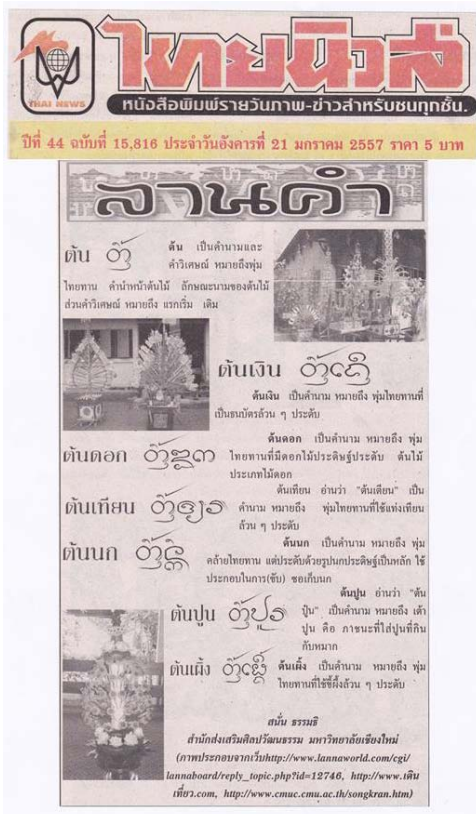 ไทยนิวส์
THAI NEWS
หนังสือพิมพ์รายวันภาพ-ข่าวสำหรับชนทุกชั้น
ปีที่ 44 ฉบับที่ 15,816 ประจำวันอังคารที่ 21 มกราคม 2557 ราคา 5 บาท
ลานคำ
ต้น
ต้น เป็นคำนามและ
คำวิเศษณ์ หมายถึงพุ่ม
ไทยทาน คำนำหน้าต้นไม้ ลักษณะนามของต้นไม้
ส่วนคำวิเศษณ์ หมายถึง แรกเริ่ม เดิม
ต้นเงิน
ต้นเงิน เป็นคำนาม หมายถึง พุ่มไทยทานที่
เป็นธนบัตรล้วน ๆ ประดับ
ต้นดอก
ต้นดอก เป็นคำนาม หมายถึง พุ่ม
ไทยทานที่มีดอกไม้ประดิษฐ์ประดับ ต้นไม้
ประเภทไม้ดอก
ต้นเทียน
ต้นเทียน อ่านว่า "ต้นเตียน" เป็น
คำนาม หมายถึง พุ่มไทยทานที่ใช้แท่งเทียน
ล้วน ๆ ประดับ
ต้นนก
ต้นนก เป็นคำนาม หมายถึง พุ่ม
คล้ายไทยทาน แต่ประดับด้วยรูปนกประดิษฐ์เป็นหลัก ใช้
ประกอบในการ(ขับ) ซอเก็บนก
ต้นปูน
ต้นปูน อ่านว่า "ต้น
ปูน" เป็นคำนาม หมายถึง เต้า
ปูน คือ ภาชนะที่ใส่ปูนที่กิน
กับหมาก
ต้นเผิ้ง
ต้นเผิ้ง เป็นคำนาม หมายถึง พุ่ม
ไทยทานที่ใช้ขี้ผึ้งล้วน ๆ ประดับ
สนั่น ธรรมธิ
สำนักส่งเสริมศิลปวัฒนธรรม มหาวิทยาลัยเชียงใหม่
(ภาพประกอบจากเว็บhttp://www.lannaworld.com/cgi/
lannaboard/reply_topic.php?id=12746, http://www.เดิน
เที่ยว.com, http://www.cmuc.cmu.ac.th/songkran.htm)